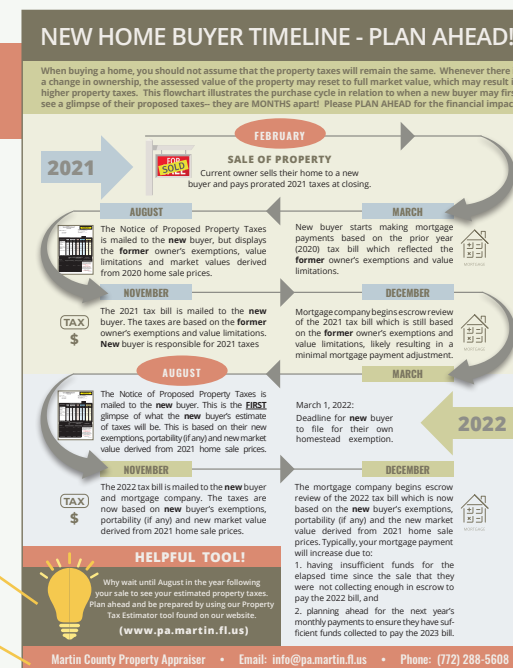 NEW HOME BUYER TIMELINE - PLAN AHEAD!
When buying a home, you should not assume that the property taxes will remain the same. Whenever there
a change in ownership, the assessed value of the property may reset to full market value, which may result i
higher property taxes. This flowchart illustrates the purchase cycle in relation to when a new buyer may firs
see a glimpse of their proposed taxes-- they are MONTHS apart! Please PLAN AHEAD for the financial impac
FEBRUARY
2021
FOR
SOLD
SALE OF PROPERTY
Current owner sells their home to a new
buyer and pays prorated 2021 taxes at closing.
AUGUST
The Notice of Proposed Property Taxes
is mailed to the new buyer, but displays
the former owner's exemptions, value
limitations and market values derived
from 2020 home sale prices.
MARCH
New buyer starts making mortgage
payments based on the prior year
(2020) tax bill which reflected the
former owner's exemptions and value
limitations.
MORTGAGE
NOVEMBER
TAX
$
The 2021 tax bill is mailed to the new
buyer. The taxes are based on the former
owner's exemptions and value limitations.
New buyer is responsible for 2021 taxes
DECEMBER
Mortgage company begins escrow review
of the 2021 tax bill which is still based
on the former owner's exemptions and
value limitations, likely resulting in a
minimal mortgage payment adjustment.
MORTGAGE
AUGUST
The Notice of Proposed Property Taxes is
mailed to the new buyer. This is the FIRST
glimpse of what the new buyer's estimate
of taxes will be. This is based on their new
exemptions, portability (if any) and new market
value derived from 2021 home sale prices.
MARCH
March 1, 2022:
Deadline for new buyer
to file for their own
homestead exemption.
2022
NOVEMBER
TAX
$
The 2022 tax bill is mailed to the new buyer
and mortgage company. The taxes are
now based on new buyer's exemptions,
portability (if any) and new market value
derived from 2021 home sale prices.
DECEMBER
The mortgage company begins escrow
review of the 2022 tax bill which is now
based on the new buyer's exemptions,
portability (if any) and the new market
value derived from 2021 home sale
prices. Typically, your mortgage payment
will increase due to:
1. having insufficient funds for the
elapsed time since the sale that they
were not collecting enough in escrow to
pay the 2022 bill, and
2. planning ahead for the next year's
monthly payments to ensure they have suf-
ficient funds collected to pay the 2023 bill.
MORTGAGE
HELPFUL TOOL!
Why wait until August in the year following
your sale to see your estimated property taxes.
Plan ahead and be prepared by using our Property
Tax Estimator tool found on our website.
(www.pa.martin.fl.us)
Martin County Property Appraiser • Email: info@pa.martin.fl.us • Phone: (772) 288-5608